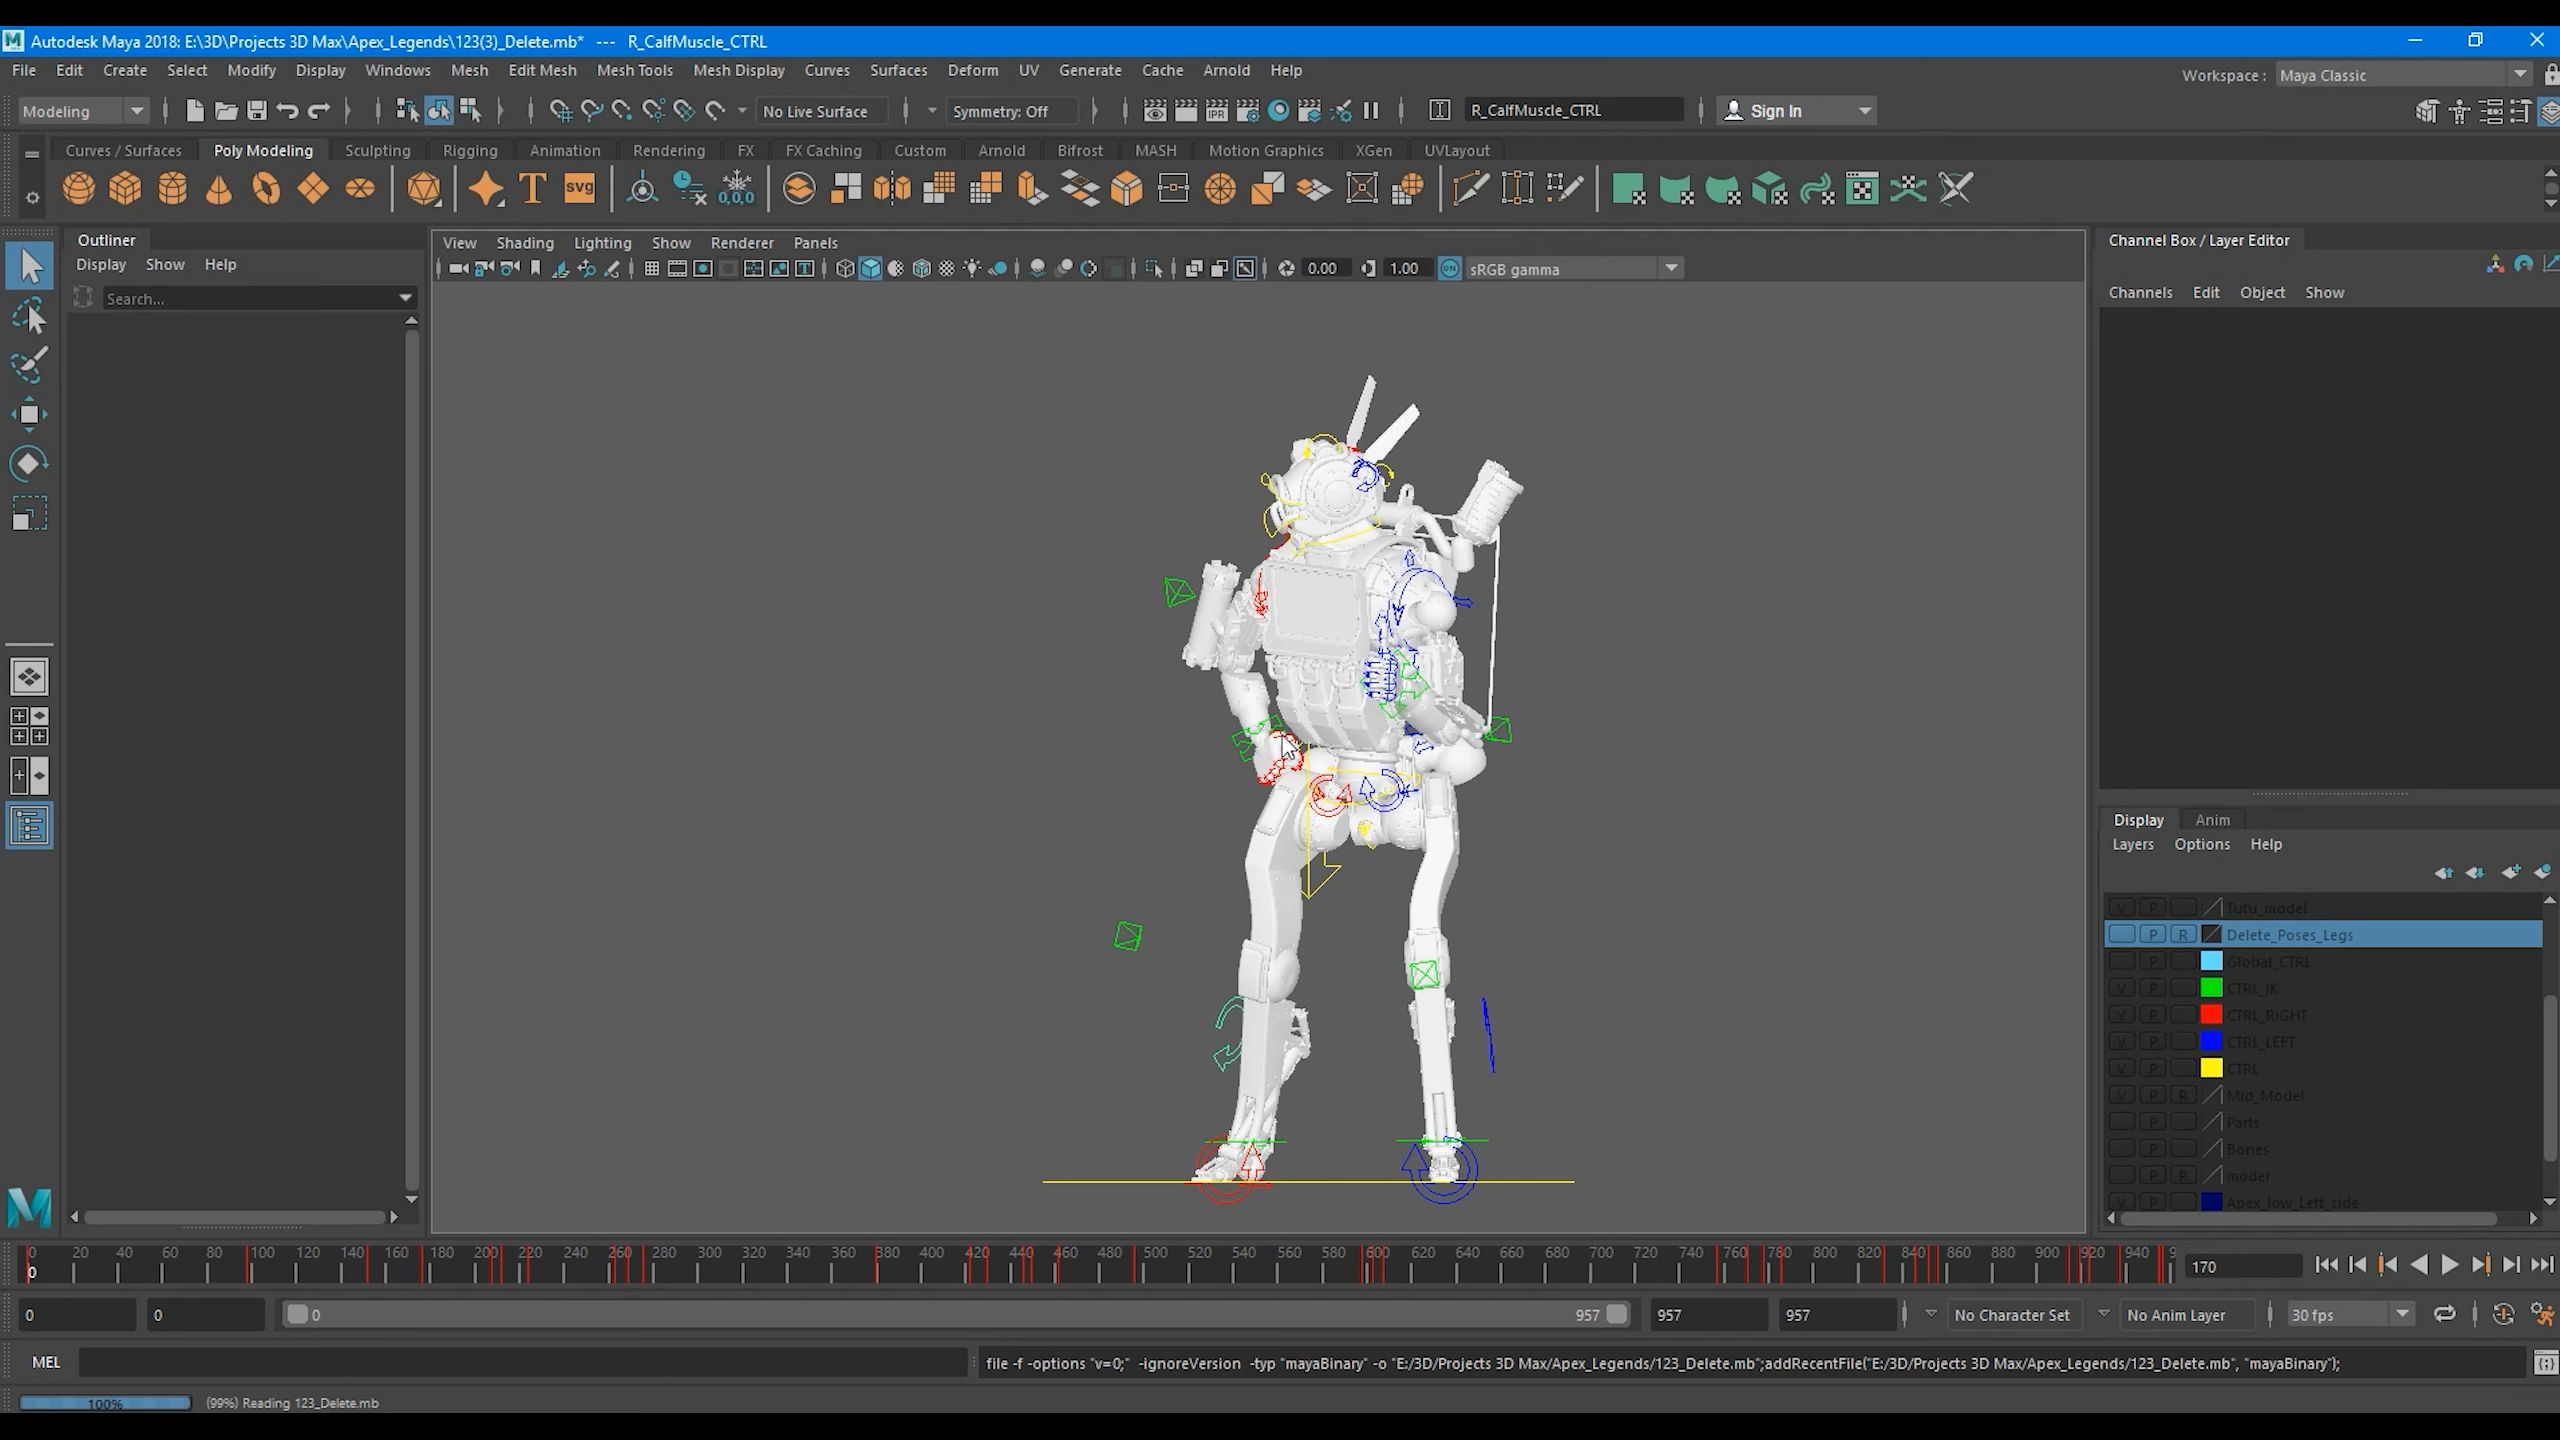 Autodesk Maya 2018: E:\3D\Projects 3D Max\Apex_Legends\123(3)_Delete.mb* --- R_CalfMuscle_CTRL
File Edit Create Select Modify Display Windows Mesh Edit Mesh Mesh Tools Mesh Display Curves Surfaces Deform UV Generate Cache Arnold Help
Workspace : Maya Classic
Modeling No Live Surface Symmetry: Off IPR R_CalfMuscle_CTRL Sign In
Curves / Surfaces Poly Modeling Sculpting Rigging Animation Rendering FX FX Caching Custom Arnold Bifrost MASH Motion Graphics XGen UVLayout
T svg 0,0,0
Outliner
Display Show Help
Search...
View Shading Lighting Show Renderer Panels
0.00 1.00 ON sRGB gamma
Channel Box / Layer Editor
Channels Edit Object Show
Display Anim
Layers Options Help
V P Tutu_model
P R Delete_Poses_Legs
P Global_CTRL
V P CTRL_IK
V P CTRL_RIGHT
V P CTRL_LEFT
V P CTRL
V P R Mid_Model
P Parts
P Bones
P R model
V P Apex_low_Left_side
0 20 40 60 80 100 120 140 160 180 200 220 240 260 280 300 320 340 360 380 400 420 440 460 480 500 520 540 560 580 600 620 640 660 680 700 720 740 760 780 800 820 840 860 880 900 920 940 9
0
170
0 0 0 957 957 957 No Character Set No Anim Layer 30 fps
MEL file -f -options "v=0;" -ignoreVersion -typ "mayaBinary" -o "E:/3D/Projects 3D Max/Apex_Legends/123_Delete.mb";addRecentFile("E:/3D/Projects 3D Max/Apex_Legends/123_Delete.mb", "mayaBinary");
100% (99%) Reading 123_Delete.mb